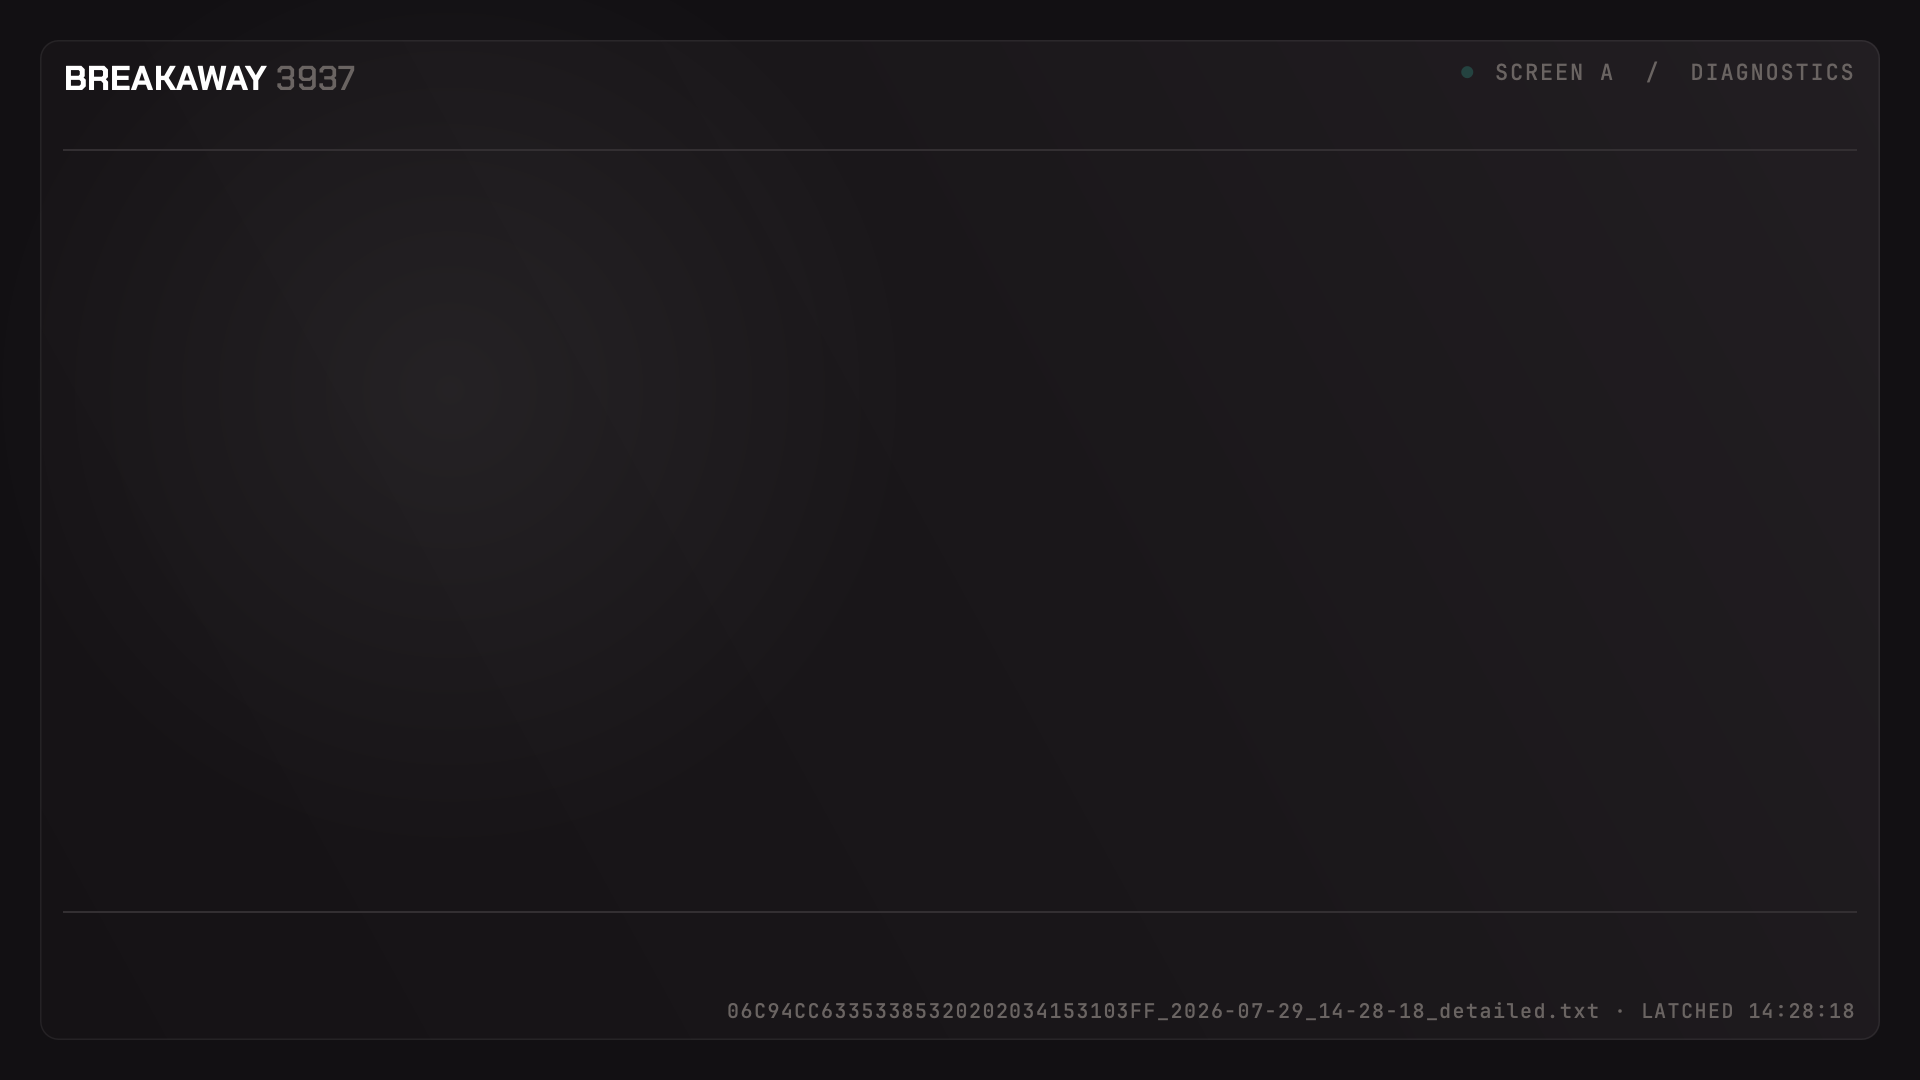 BREAKAWAY 3937
SCREEN A / DIAGNOSTICS
06C94CC63353385320202034153103FF_2026-07-29_14-28-18_detailed.txt · LATCHED 14:28:18